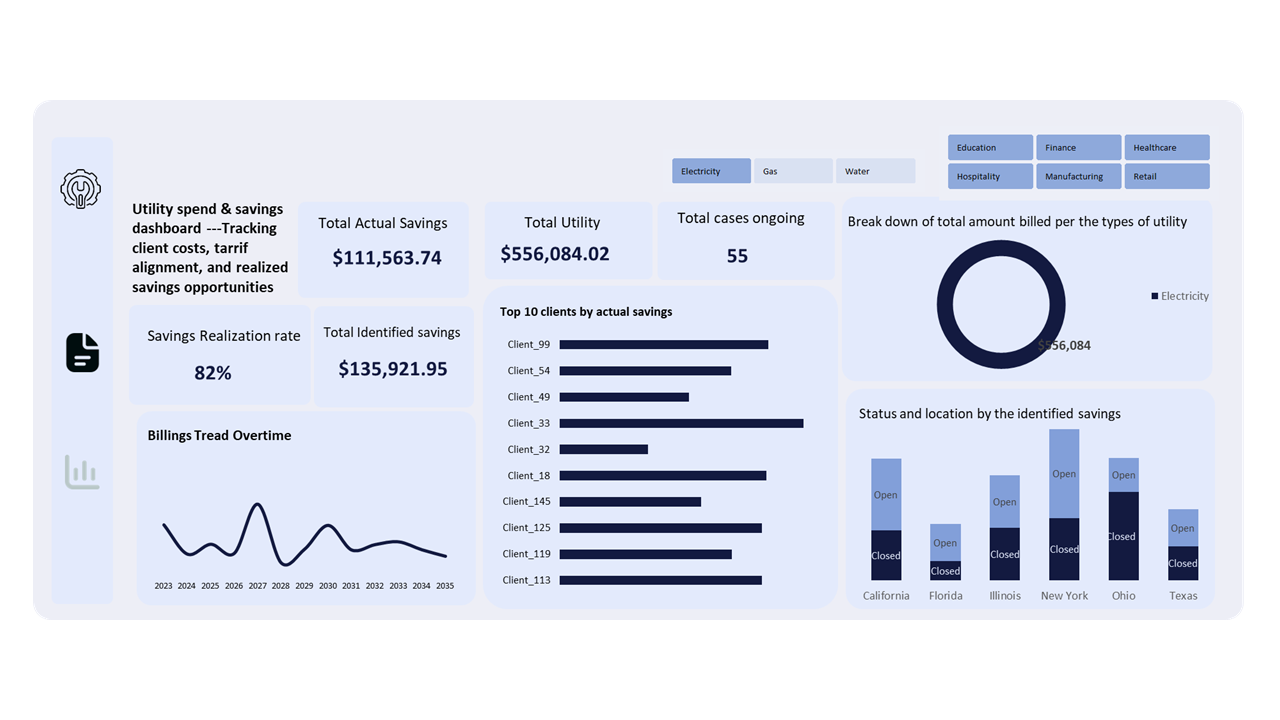 Electricity
Gas
Water
Education
Finance
Healthcare
Hospitality
Manufacturing
Retail
Utility spend & savings
dashboard ---Tracking
client costs, tarrif
alignment, and realized
savings opportunities
Total Actual Savings
$111,563.74
Total Utility
$556,084.02
Total cases ongoing
55
Break down of total amount billed per the types of utility
Electricity
$556,084
Savings Realization rate
82%
Total Identified savings
$135,921.95
Top 10 clients by actual savings
Client_99
Client_54
Client_49
Client_33
Client_32
Client_18
Client_145
Client_125
Client_119
Client_113
Billings Tread Overtime
2023 2024 2025 2026 2027 2028 2029 2030 2031 2032 2033 2034 2035
Status and location by the identified savings
Open Open Open Open Open Open
Closed Closed Closed Closed Closed Closed
California Florida Illinois New York Ohio Texas